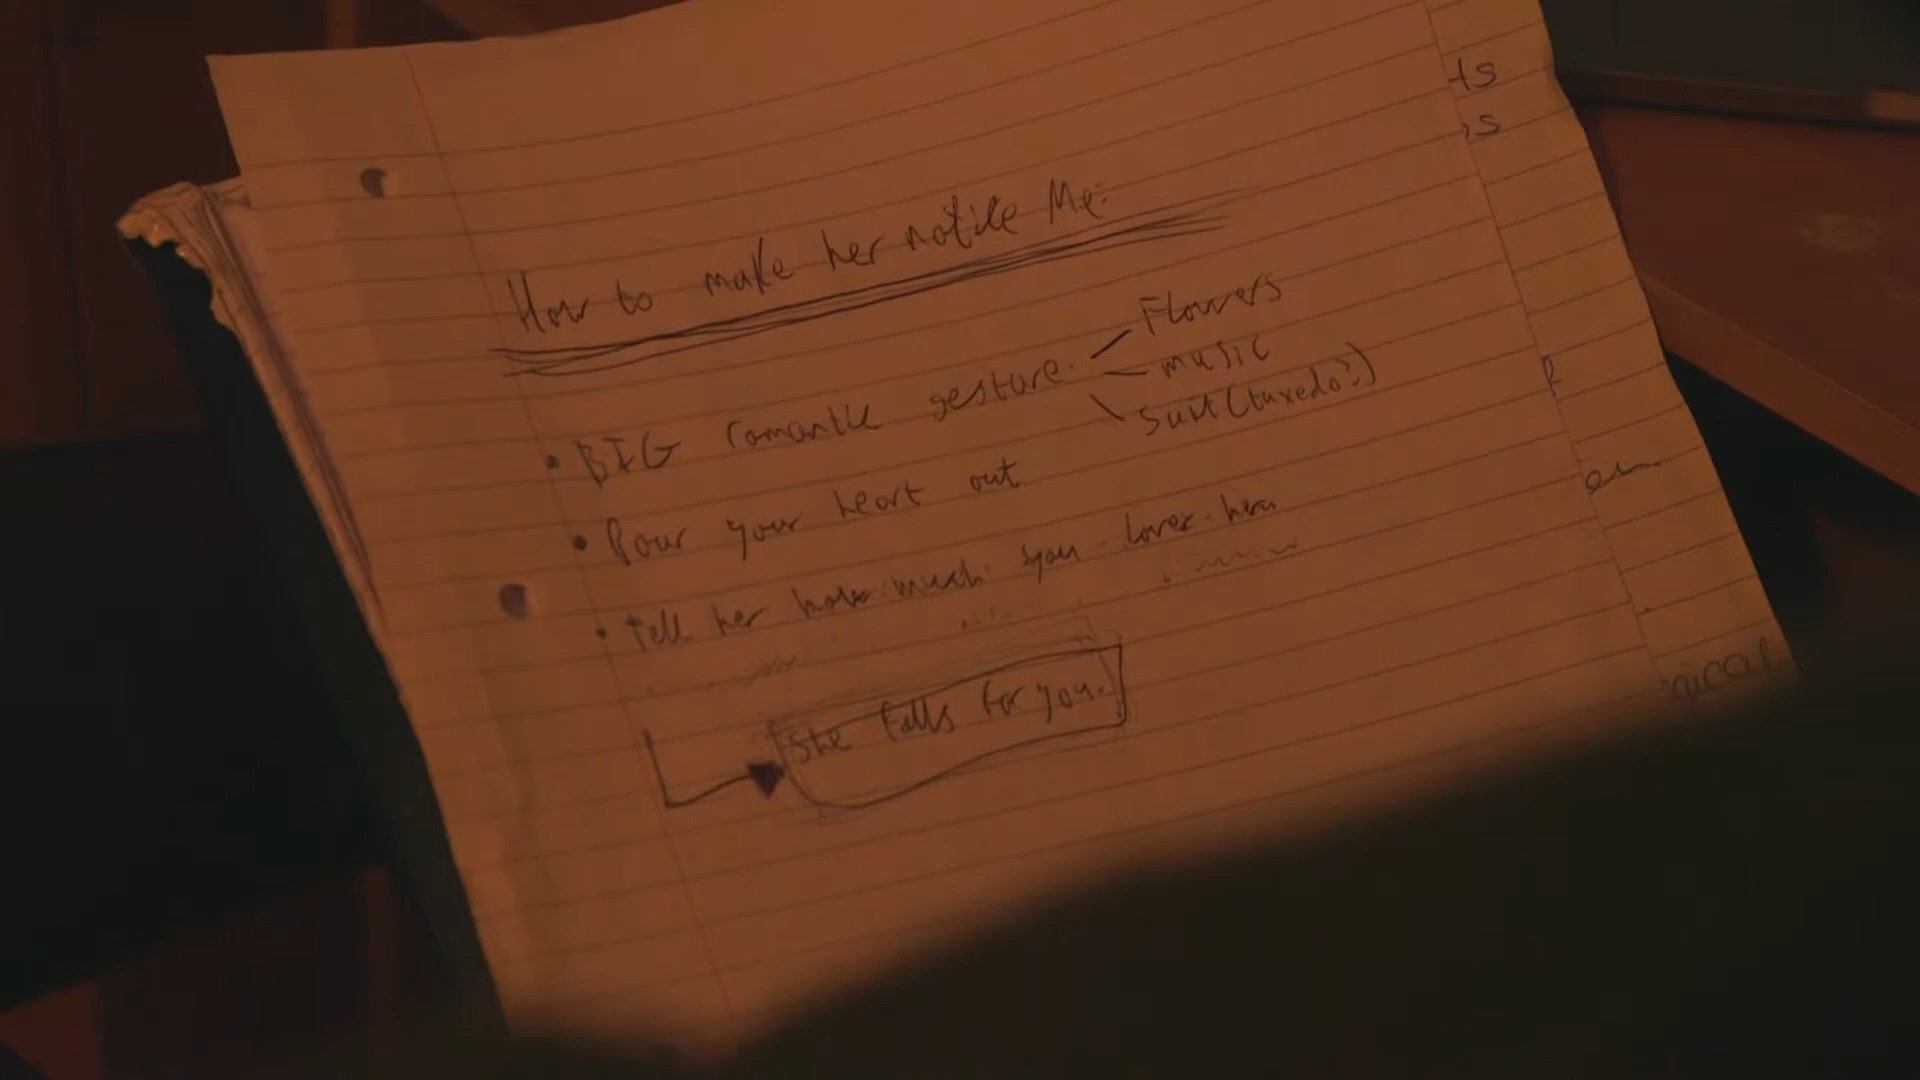 How to make her notice Me:
• BIG romantic gesture.
Flowers
music
Suit (tuxedo?)
• Pour your heart out
• Tell her how much you love her
She falls for you.